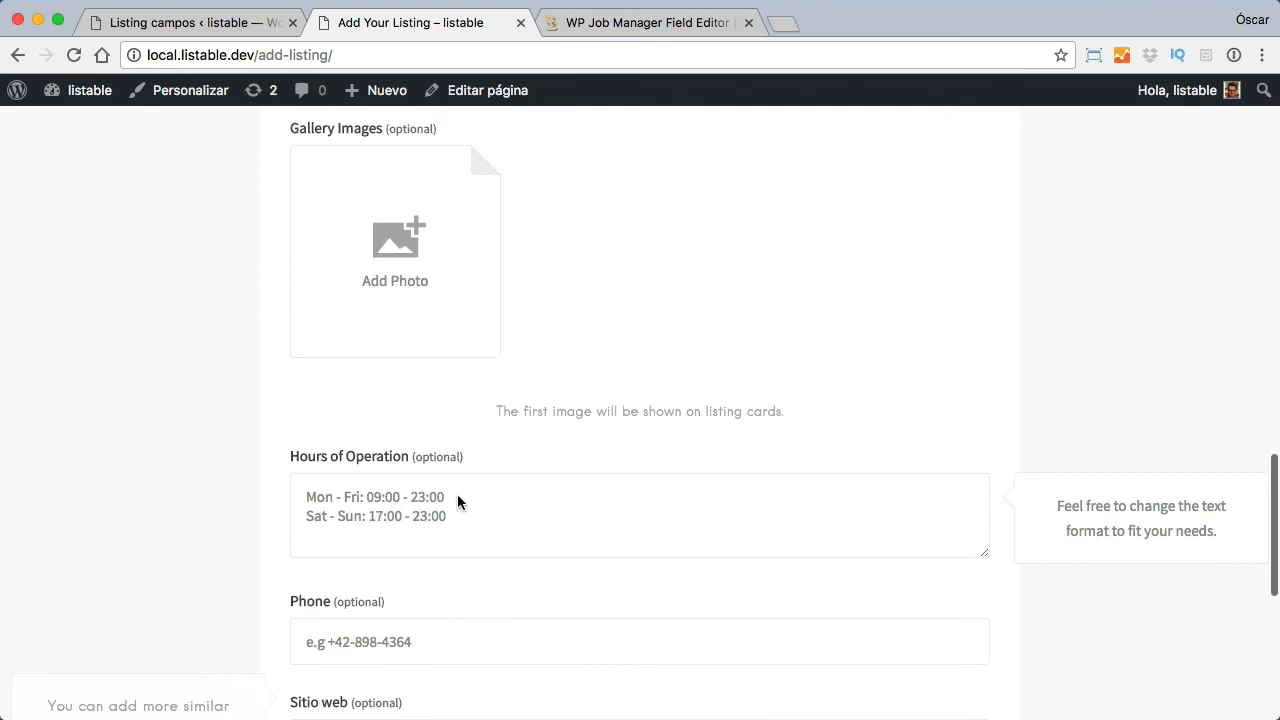 Listing campos ‹ listable — Wo
Add Your Listing – listable
WP Job Manager Field Editor
Óscar
local.listable.dev/add-listing/
listable
Personalizar
2
0
Nuevo
Editar página
Hola, listable
Gallery Images (optional)
Add Photo
The first image will be shown on listing cards.
Hours of Operation (optional)
Mon - Fri: 09:00 - 23:00
Sat - Sun: 17:00 - 23:00
Feel free to change the text
format to fit your needs.
Phone (optional)
e.g +42-898-4364
Sitio web (optional)
You can add more similar